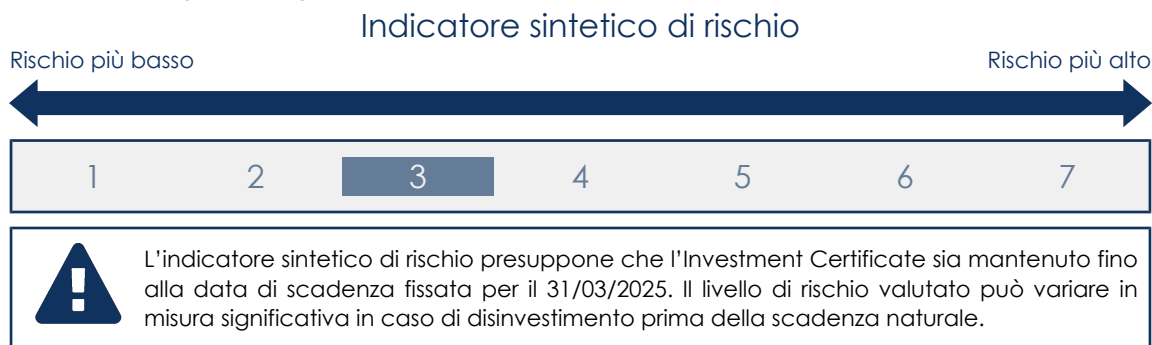 Indicatore sintetico di rischio
Rischio più basso
Rischio più alto
1 2 3 4 5 6 7
L'indicatore sintetico di rischio presuppone che l'Investment Certificate sia mantenuto fino
alla data di scadenza fissata per il 31/03/2025. Il livello di rischio valutato può variare in
misura significativa in caso di disinvestimento prima della scadenza naturale.